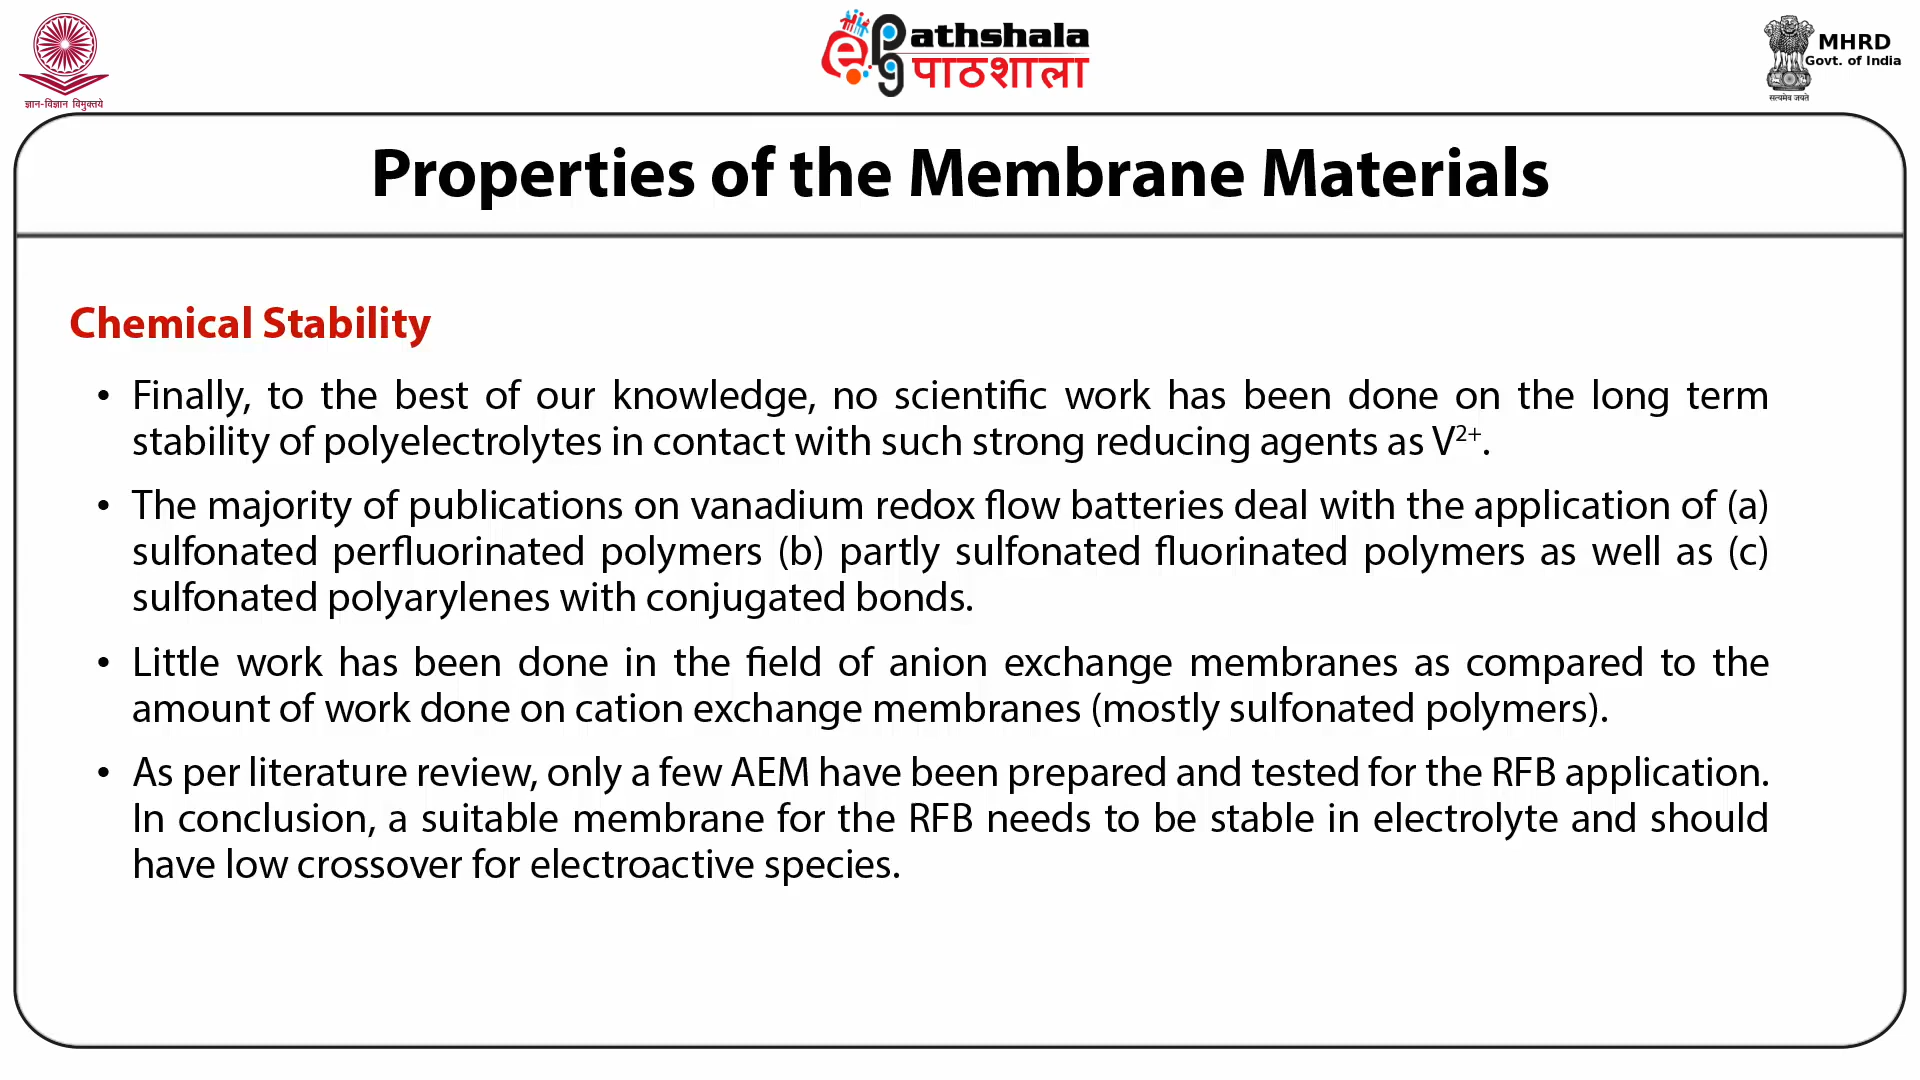 ज्ञान-विज्ञान विमुक्तये
ePathshala
पाठशाला
MHRD
Govt. of India
सत्यमेव जयते
Properties of the Membrane Materials
Chemical Stability
• Finally, to the best of our knowledge, no scientific work has been done on the long term
stability of polyelectrolytes in contact with such strong reducing agents as V²⁺.
• The majority of publications on vanadium redox flow batteries deal with the application of (a)
sulfonated perfluorinated polymers (b) partly sulfonated fluorinated polymers as well as (c)
sulfonated polyarylenes with conjugated bonds.
• Little work has been done in the field of anion exchange membranes as compared to the
amount of work done on cation exchange membranes (mostly sulfonated polymers).
• As per literature review, only a few AEM have been prepared and tested for the RFB application.
In conclusion, a suitable membrane for the RFB needs to be stable in electrolyte and should
have low crossover for electroactive species.